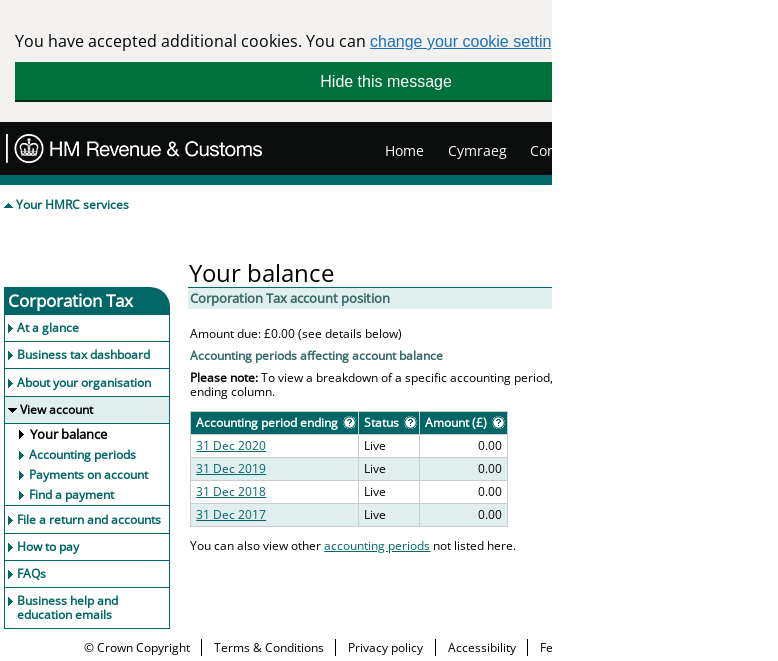 You have accepted additional cookies. You can change your cookie settin
Hide this message
HM Revenue & Customs
Home Cymraeg Con
Your HMRC services
Your balance
Corporation Tax
Corporation Tax account position
At a glance
Business tax dashboard
About your organisation
View account
Your balance
Accounting periods
Payments on account
Find a payment
File a return and accounts
How to pay
FAQs
Business help and
education emails
Amount due: £0.00 (see details below)
Accounting periods affecting account balance
Please note: To view a breakdown of a specific accounting period,
ending column.
Accounting period ending ? Status ? Amount (£) ?
31 Dec 2020 Live 0.00
31 Dec 2019 Live 0.00
31 Dec 2018 Live 0.00
31 Dec 2017 Live 0.00
You can also view other accounting periods not listed here.
© Crown Copyright Terms & Conditions Privacy policy Accessibility Fe